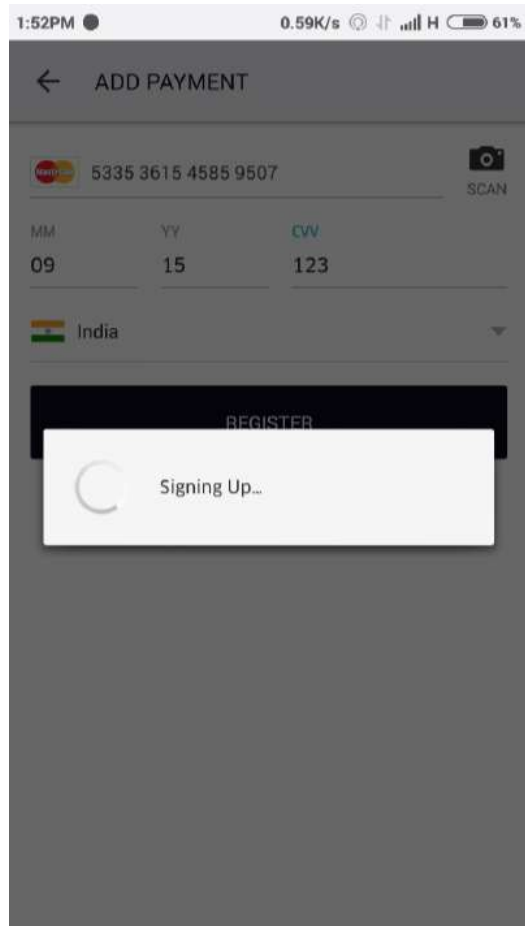 1:52PM 0.59K/s H 61%
ADD PAYMENT
5335 3615 4585 9507
SCAN
MM YY CVV
09 15 123
India
REGISTER
Signing Up...